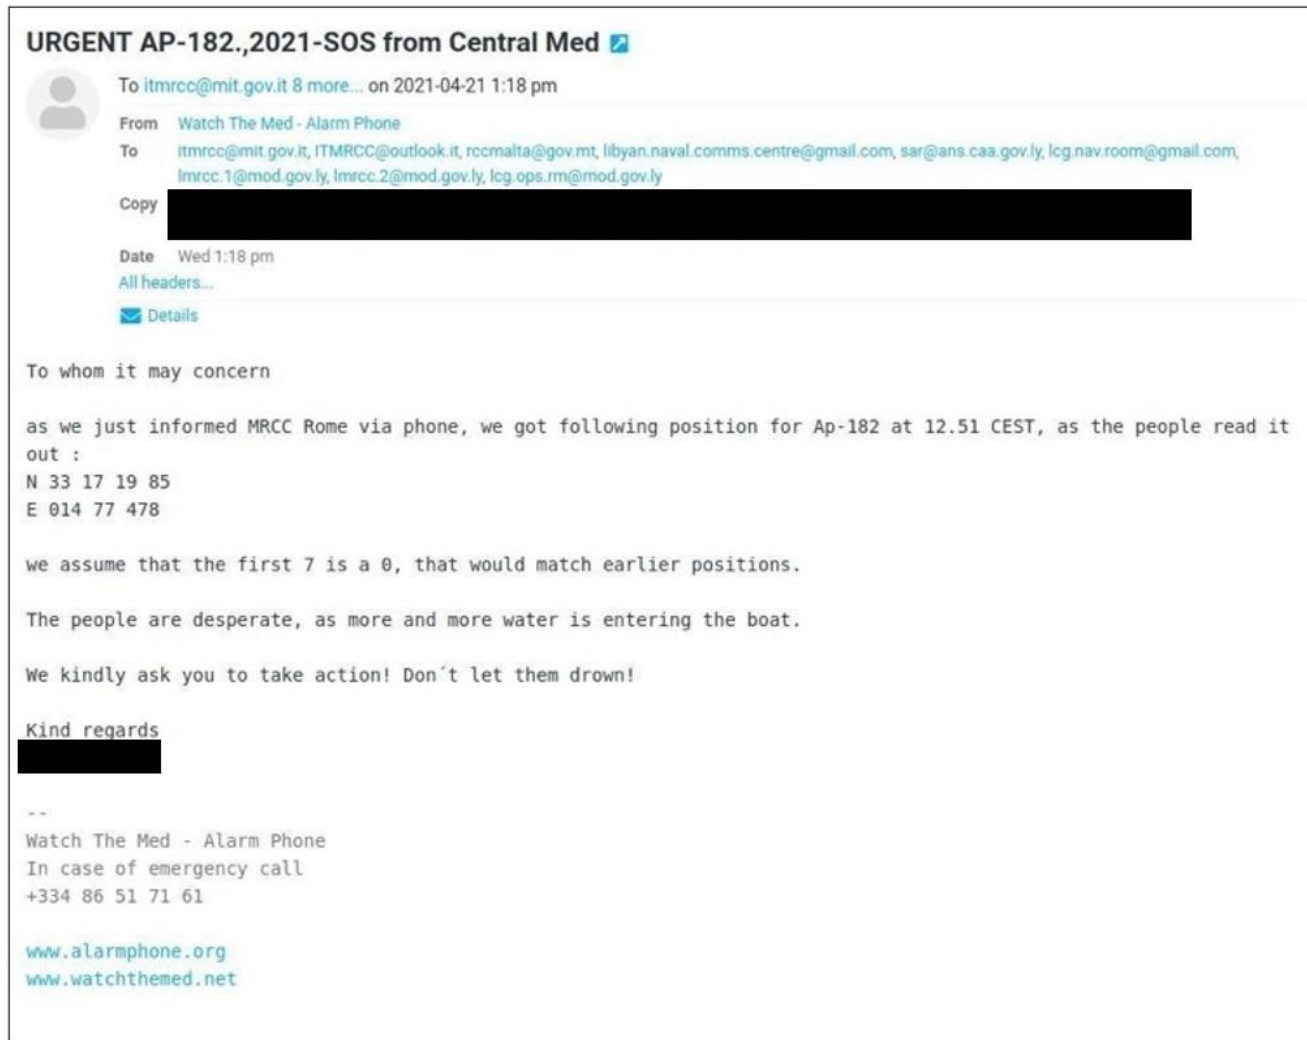 URGENT AP-182.,2021-SOS from Central Med
To itmrcc@mit.gov.it 8 more... on 2021-04-21 1:18 pm
From Watch The Med - Alarm Phone
To itmrcc@mit.gov.it, ITMRCC@outlook.it, rccmalta@gov.mt, libyan.naval.comms.centre@gmail.com, sar@ans.caa.gov.ly, lcg.nav.room@gmail.com,
lmrcc.1@mod.gov.ly, lmrcc.2@mod.gov.ly, lcg.ops.rm@mod.gov.ly
Copy
Date Wed 1:18 pm
All headers...
Details
To whom it may concern
as we just informed MRCC Rome via phone, we got following position for Ap-182 at 12.51 CEST, as the people read it
out :
N 33 17 19 85
E 014 77 478
we assume that the first 7 is a 0, that would match earlier positions.
The people are desperate, as more and more water is entering the boat.
We kindly ask you to take action! Don´t let them drown!
Kind regards
--
Watch The Med - Alarm Phone
In case of emergency call
+334 86 51 71 61
www.alarmphone.org
www.watchthemed.net